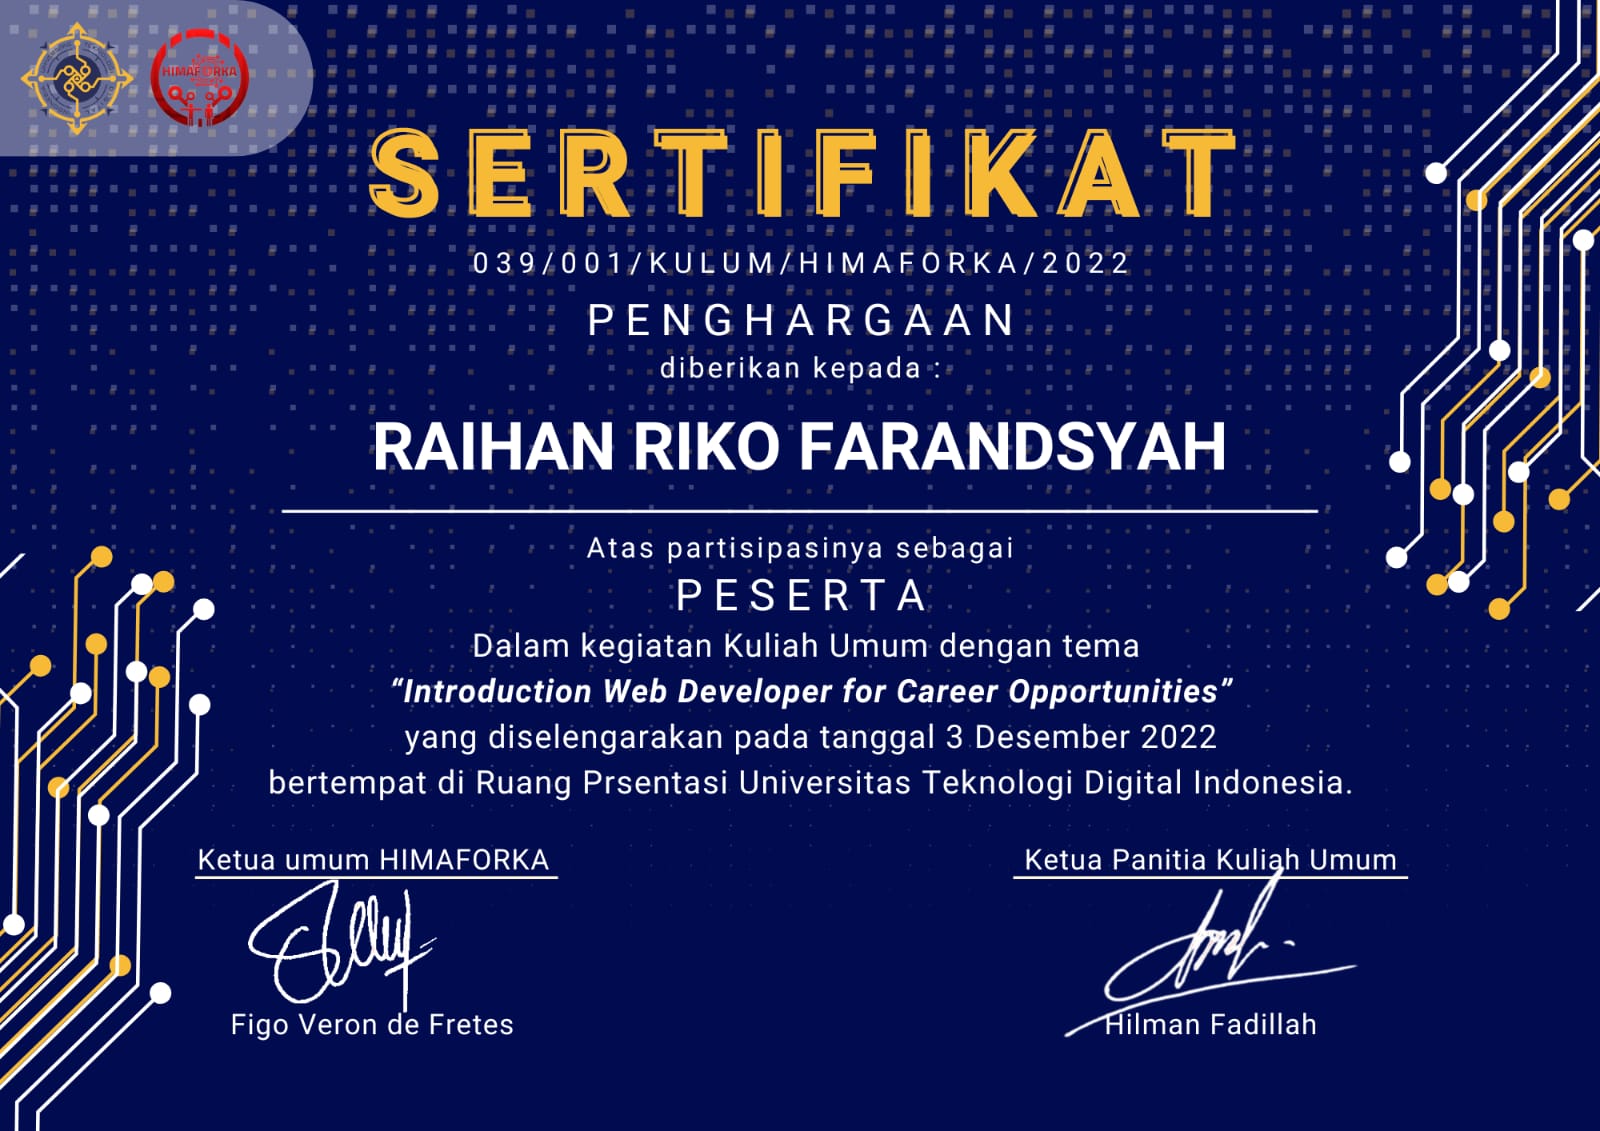 HIMAFORKA
SERTIFIKAT
039/001/KULUM/HIMAFORKA/2022
PENGHARGAAN
diberikan kepada :
RAIHAN RIKO FARANDSYAH
Atas partisipasinya sebagai
PESERTA
Dalam kegiatan Kuliah Umum dengan tema
“Introduction Web Developer for Career Opportunities”
yang diselengarakan pada tanggal 3 Desember 2022
bertempat di Ruang Prsentasi Universitas Teknologi Digital Indonesia.
Ketua umum HIMAFORKA
Figo Veron de Fretes
Ketua Panitia Kuliah Umum
Hilman Fadillah